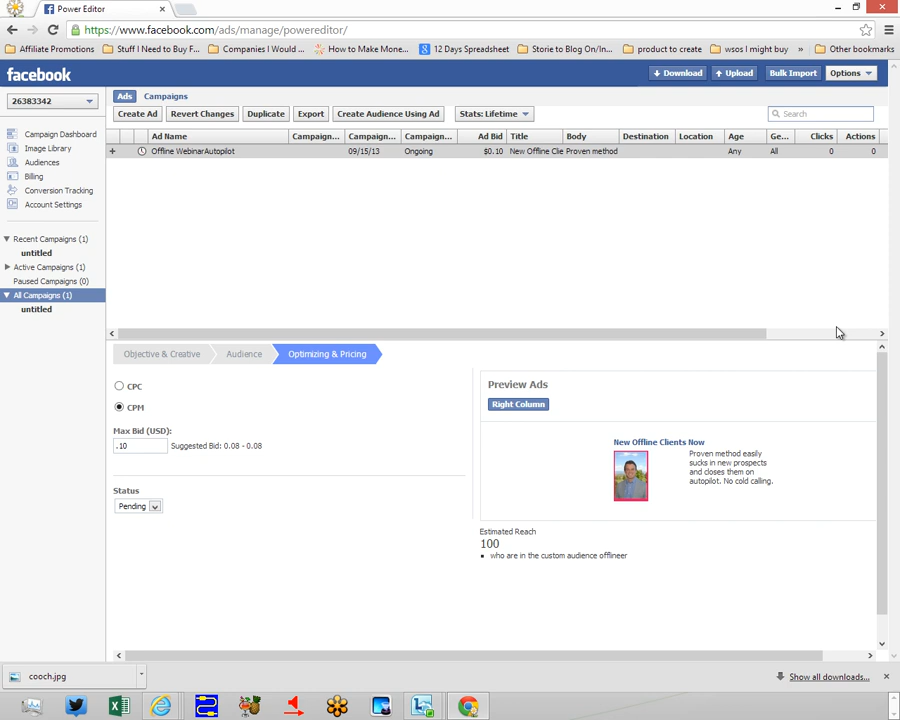 Power Editor
https://www.facebook.com/ads/manage/powereditor/
Affiliate Promotions
Stuff I Need to Buy F...
Companies I Would ...
How to Make Mone...
12 Days Spreadsheet
Storie to Blog On/In...
product to create
wsos I might buy
»
Other bookmarks
facebook
Download
Upload
Bulk Import
Options
26383342
Ads
Campaigns
Create Ad
Revert Changes
Duplicate
Export
Create Audience Using Ad
Stats: Lifetime
Search
Campaign Dashboard
Image Library
Audiences
Billing
Conversion Tracking
Account Settings
Recent Campaigns (1)
untitled
Active Campaigns (1)
Paused Campaigns (0)
All Campaigns (1)
untitled
Ad Name Campaign... Campaign... Campaign... Ad Bid Title Body Destination Location Age Ge... Clicks Actions
Offline WebinarAutopilot 09/15/13 Ongoing $0.10 New Offline Clie Proven method Any All 0 0
Objective & Creative
Audience
Optimizing & Pricing
CPC
CPM
Max Bid (USD):
.10 Suggested Bid: 0.08 - 0.08
Status
Pending
Preview Ads
Right Column
New Offline Clients Now
Proven method easily
sucks in new prospects
and closes them on
autopilot. No cold calling.
Estimated Reach
100
who are in the custom audience offlineer
cooch.jpg
Show all downloads...